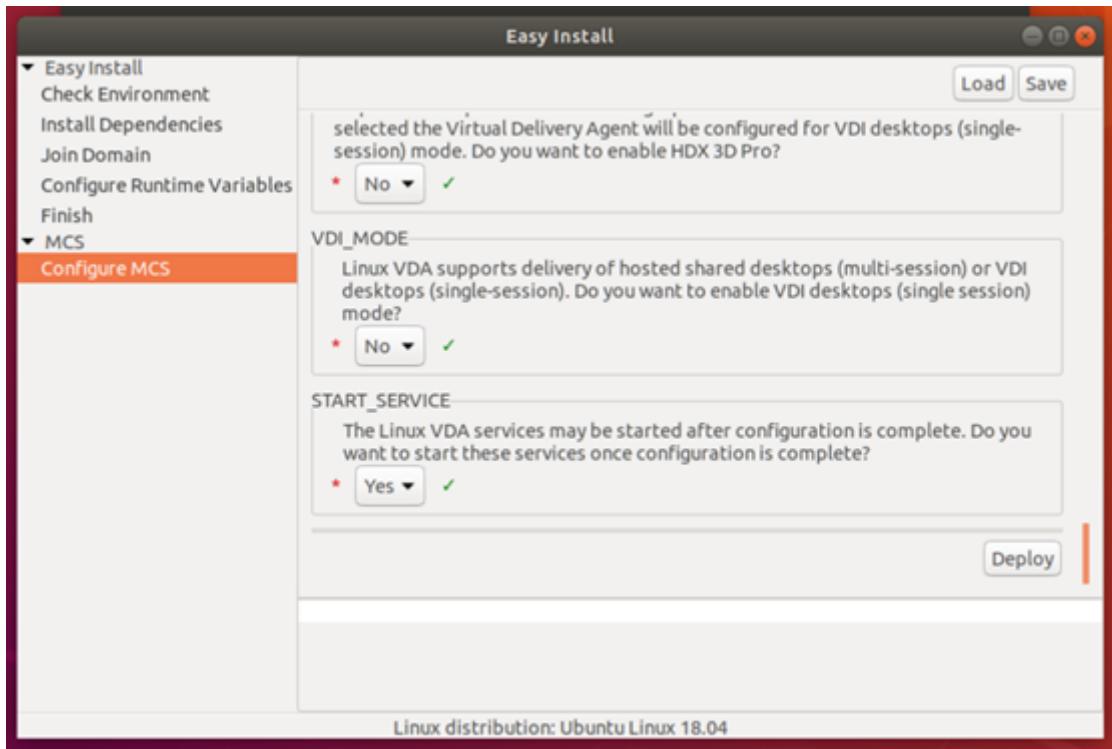 Easy Install
Easy Install
Check Environment
Install Dependencies
Join Domain
Configure Runtime Variables
Finish
MCS
Configure MCS
Load Save
selected the Virtual Delivery Agent will be configured for VDI desktops (single-
session) mode. Do you want to enable HDX 3D Pro?
* No ✓
VDI_MODE
Linux VDA supports delivery of hosted shared desktops (multi-session) or VDI
desktops (single-session). Do you want to enable VDI desktops (single session)
mode?
* No ✓
START_SERVICE
The Linux VDA services may be started after configuration is complete. Do you
want to start these services once configuration is complete?
* Yes ✓
Deploy
Linux distribution: Ubuntu Linux 18.04